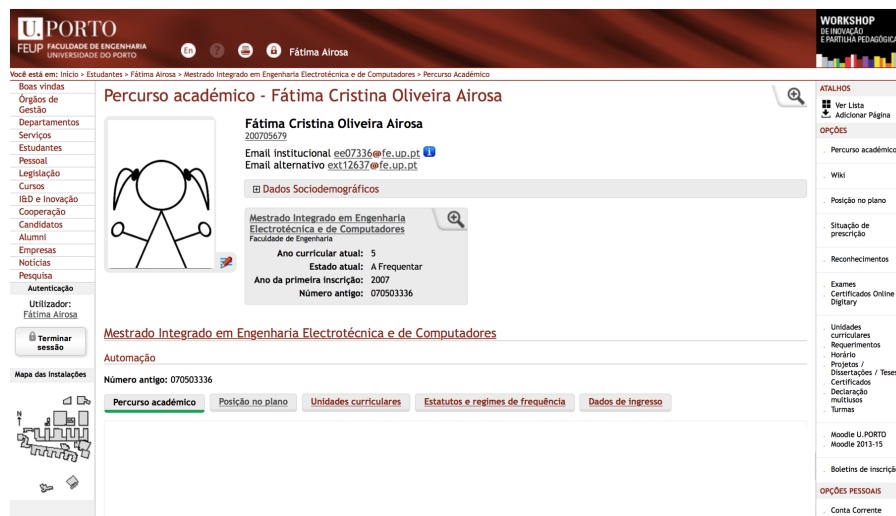 U. PORTO
FEUP FACULDADE DE ENGENHARIA
UNIVERSIDADE DO PORTO
En
?
Fátima Airosa
WORKSHOP
DE INOVAÇÃO
E PARTILHA PEDAGÓGICA
Você está em: Início > Estudantes > Fátima Airosa > Mestrado Integrado em Engenharia Electrotécnica e de Computadores > Percurso Académico
Boas vindas
Órgãos de
Gestão
Departamentos
Serviços
Estudantes
Pessoal
Legislação
Cursos
I&D e Inovação
Cooperação
Candidatos
Alumni
Empresas
Notícias
Pesquisa
Autenticação
Utilizador:
Fátima Airosa
Terminar
sessão
Mapa das Instalações
N
Percurso académico - Fátima Cristina Oliveira Airosa
Fátima Cristina Oliveira Airosa
200705679
Email institucional ee07336@fe.up.pt i
Email alternativo ext12637@fe.up.pt
Dados Sociodemográficos
Mestrado Integrado em Engenharia
Electrotécnica e de Computadores
Faculdade de Engenharia
Ano curricular atual: 5
Estado atual: A Frequentar
Ano da primeira inscrição: 2007
Número antigo: 070503336
Mestrado Integrado em Engenharia Electrotécnica e de Computadores
Automação
Número antigo: 070503336
Percurso académico Posição no plano Unidades curriculares Estatutos e regimes de frequência Dados de ingresso
ATALHOS
Ver Lista
Adicionar Página
OPÇÕES
Percurso académico
Wiki
Posição no plano
Situação de
prescrição
Reconhecimentos
Exames
Certificados Online
Digitary
Unidades
curriculares
Requerimentos
Horário
Projetos /
Dissertações / Teses
Certificados
Declaração
multiusos
Turmas
Moodle U.PORTO
Moodle 2013-15
Boletins de inscriçã
OPÇÕES PESSOAIS
Conta Corrente